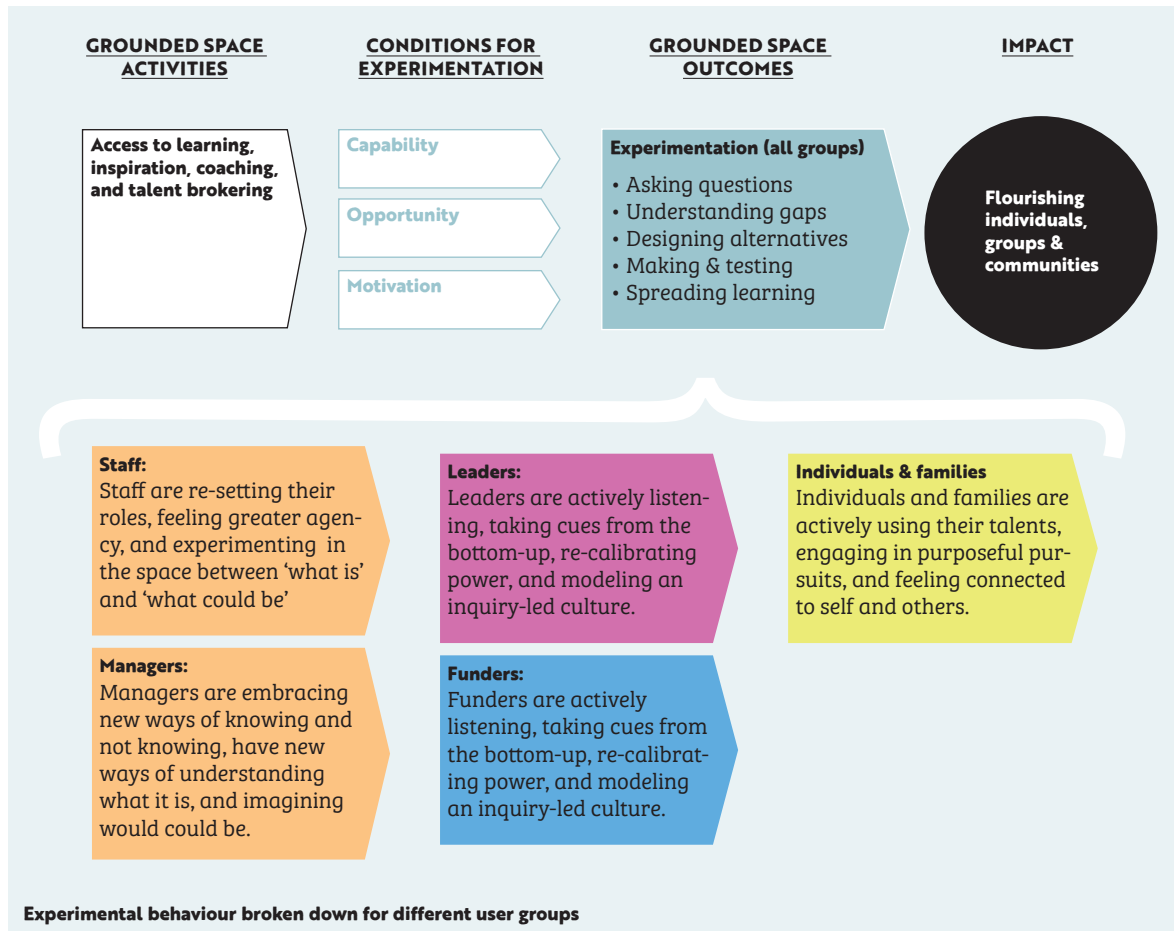 GROUNDED SPACE
ACTIVITIES
CONDITIONS FOR
EXPERIMENTATION
GROUNDED SPACE
OUTCOMES
IMPACT
Access to learning,
inspiration, coaching,
and talent brokering
Capability
Opportunity
Motivation
Experimentation (all groups)
• Asking questions
• Understanding gaps
• Designing alternatives
• Making & testing
• Spreading learning
Flourishing
individuals,
groups &
communities
Staff:
Staff are re-setting their
roles, feeling greater agen-
cy, and experimenting in
the space between ‘what is’
and ‘what could be’
Leaders:
Leaders are actively listen-
ing, taking cues from the
bottom-up, re-calibrating
power, and modeling an
inquiry-led culture.
Individuals & families
Individuals and families are
actively using their talents,
engaging in purposeful pur-
suits, and feeling connected
to self and others.
Managers:
Managers are embracing
new ways of knowing and
not knowing, have new
ways of understanding
what it is, and imagining
would could be.
Funders:
Funders are actively
listening, taking cues from
the bottom-up, re-calibrat-
ing power, and modeling
an inquiry-led culture.
Experimental behaviour broken down for different user groups